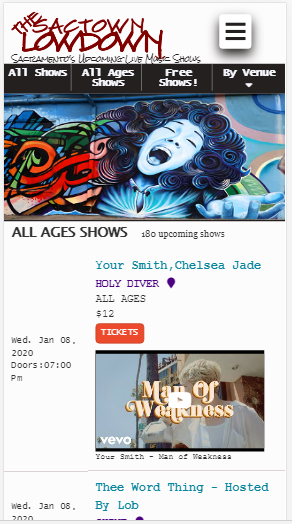 THE
SACTOWN
LOWDOWN
Sacramento's Upcoming Live Music Shows
All Shows
All Ages
Shows
Free
Shows!
By Venue
ALL AGES SHOWS 180 upcoming shows
Your Smith,Chelsea Jade
HOLY DIVER
ALL AGES
$12
TICKETS
Wed. Jan 08,
2020
Doors:07:00
Pm
Man Of
Weakness
vevo
Your Smith - Man of Weakness
Thee Word Thing - Hosted
By Lob
Wed. Jan 08,
2020